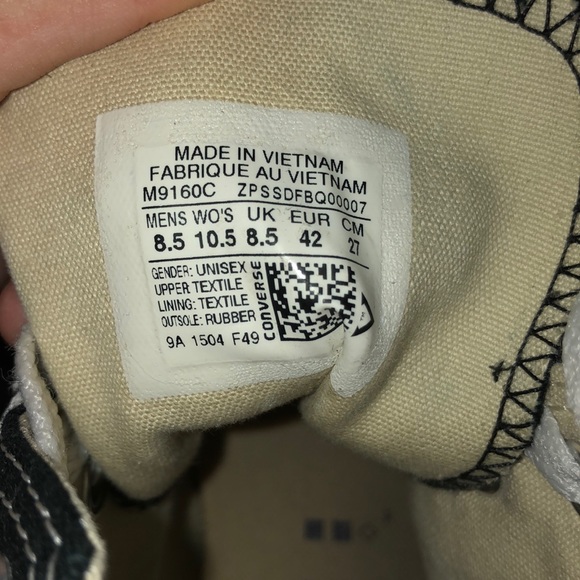 MADE IN VIETNAM
FABRIQUE AU VIETNAM
M9160C ZPSSDFBQ00007
MENS WO'S UK EUR CM
8.5 10.5 8.5 42 27
GENDER: UNISEX
UPPER: TEXTILE
LINING: TEXTILE
OUTSOLE: RUBBER
9A 1504 F49
CONVERSE